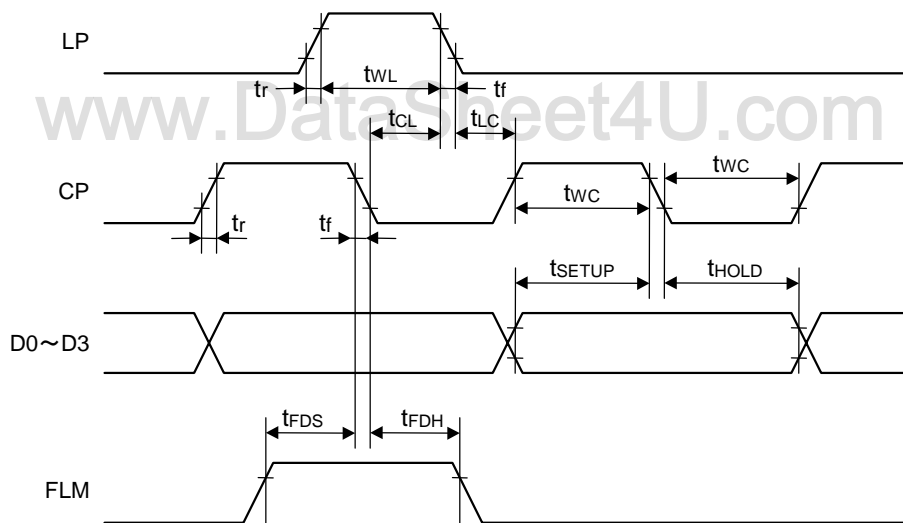 LP
tr
tWL
tf
www.DataSheet4U.com
tCL
tLC
CP
tWC
tWC
tr
tf
tSETUP
tHOLD
D0～D3
tFDS
tFDH
FLM